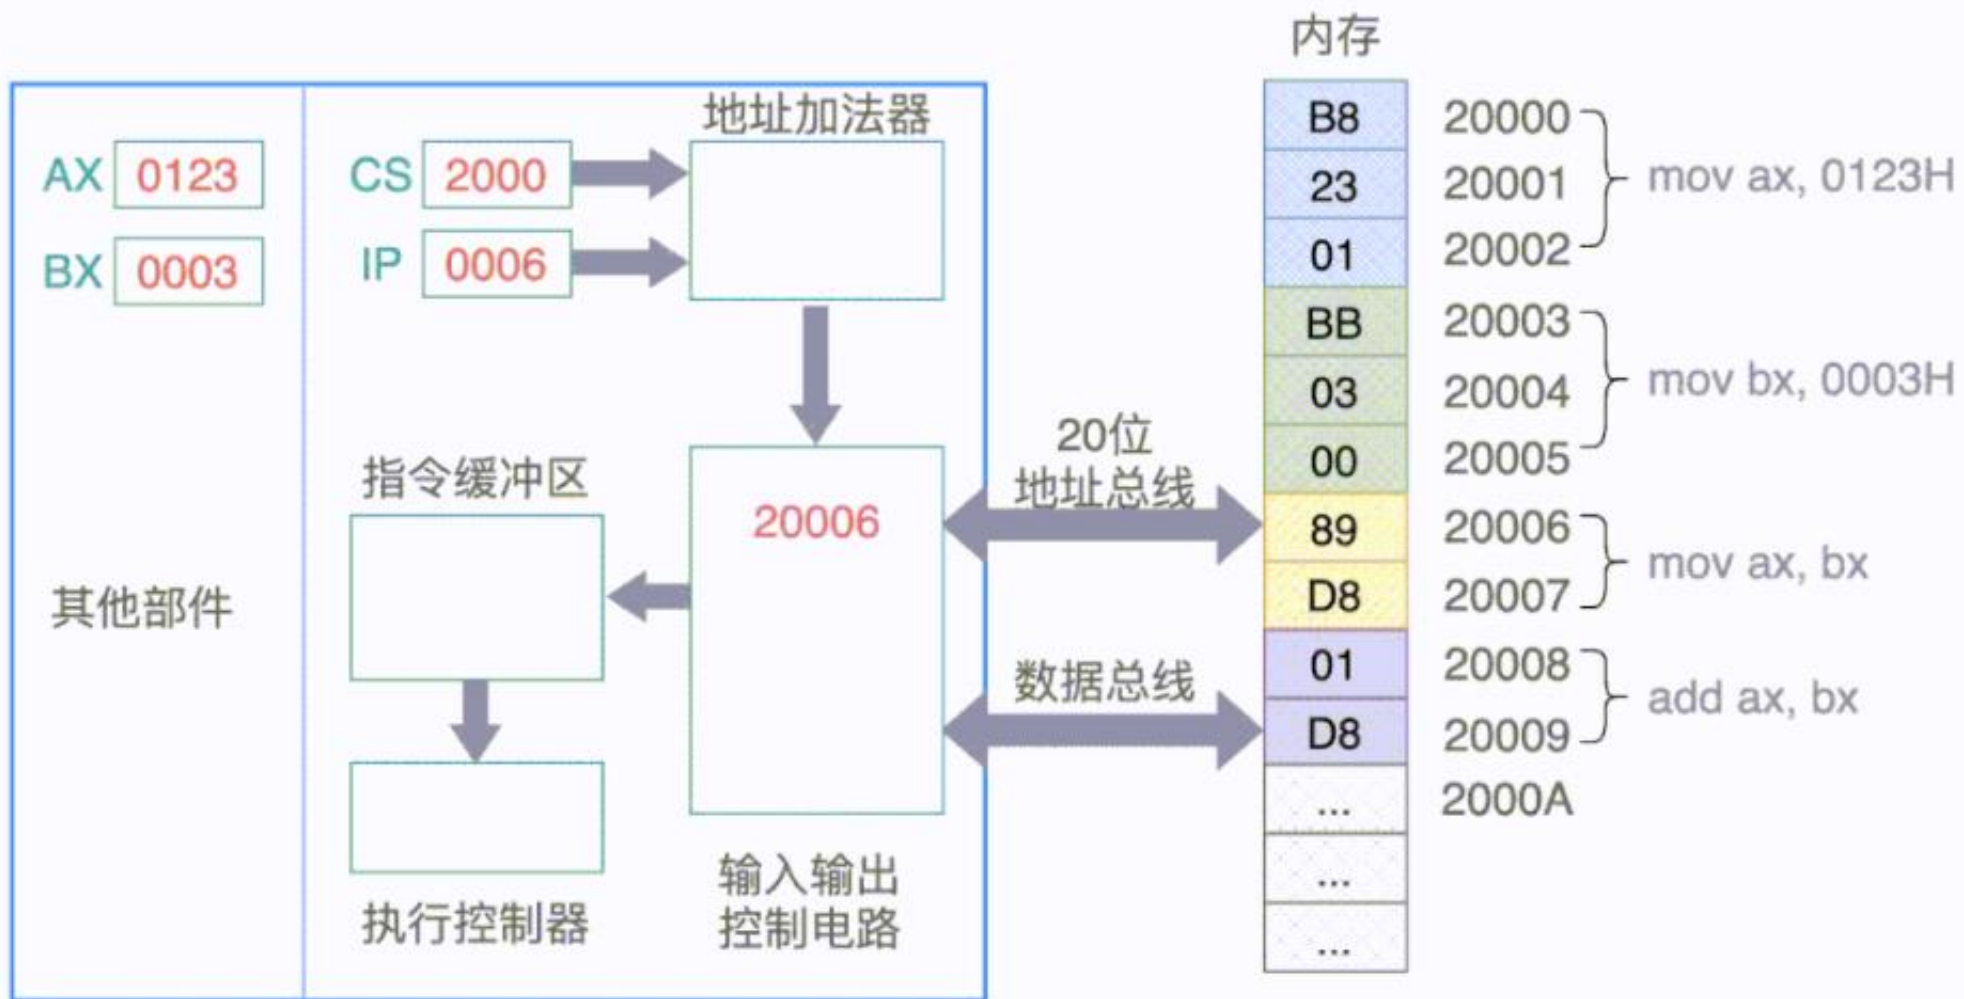 内存
地址加法器
AX 0123
BX 0003
CS 2000
IP 0006
指令缓冲区
20006
其他部件
执行控制器
输入输出
控制电路
20位
地址总线
数据总线
B8 20000
23 20001
01 20002
mov ax, 0123H
BB 20003
03 20004
00 20005
mov bx, 0003H
89 20006
D8 20007
mov ax, bx
01 20008
D8 20009
add ax, bx
... 2000A
...
...